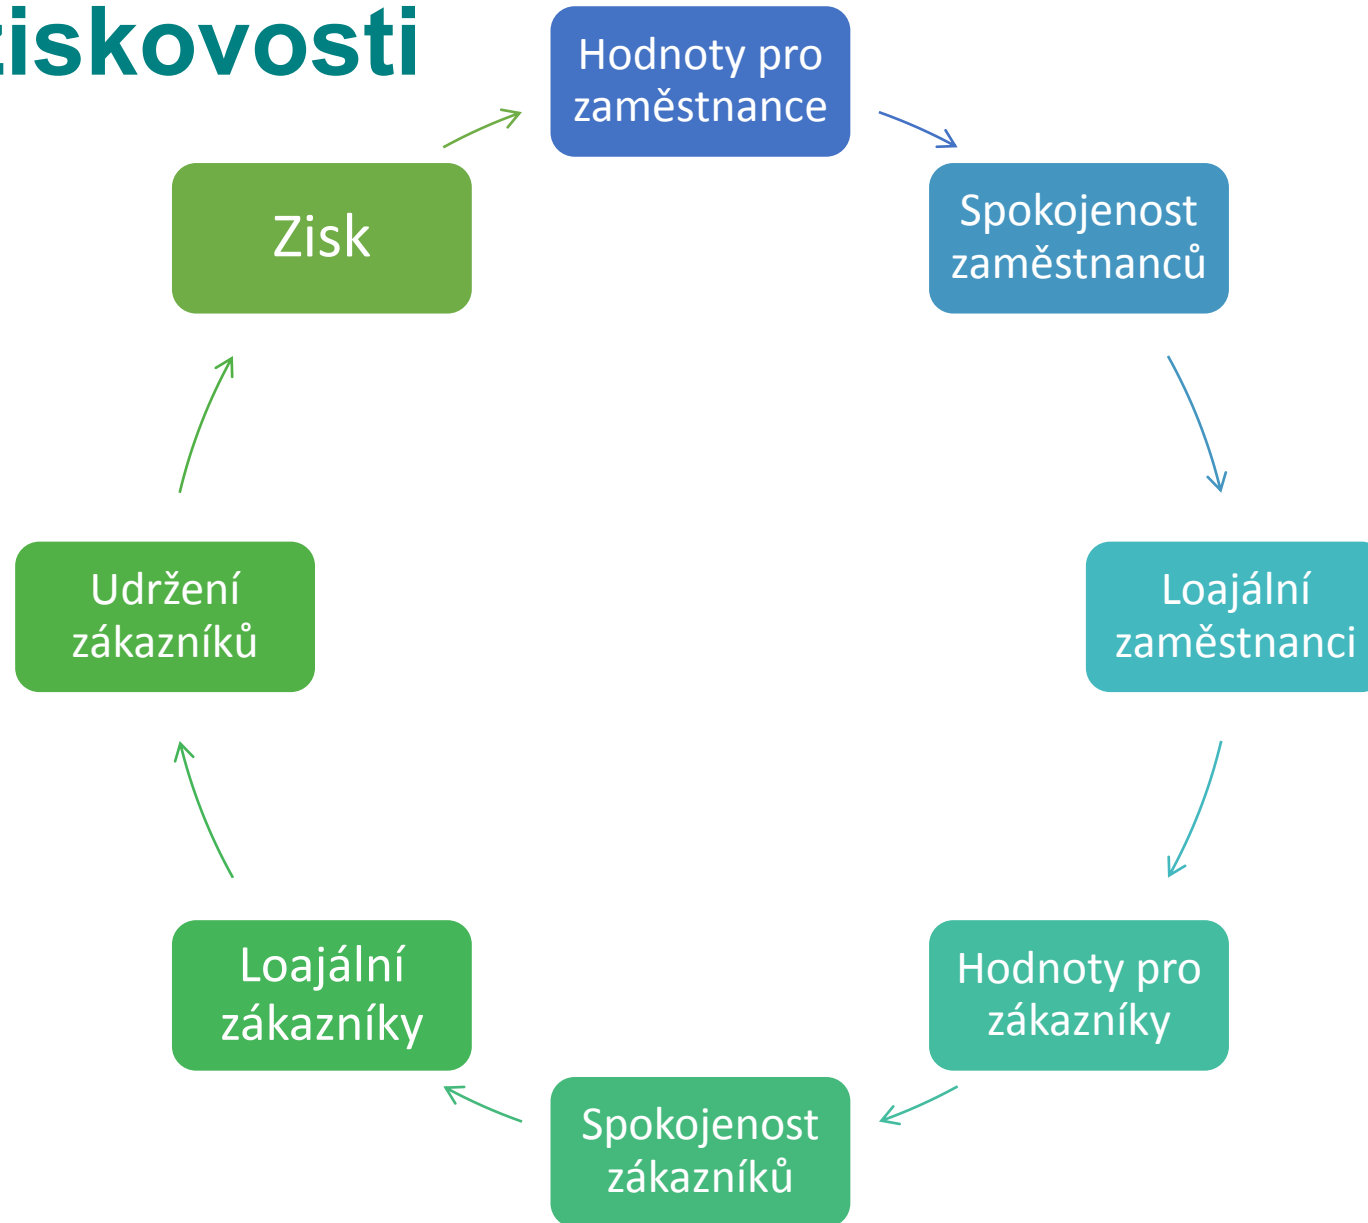 ziskovosti
Hodnoty pro
zaměstnance
Spokojenost
zaměstnanců
Loajální
zaměstnanci
Hodnoty pro
zákazníky
Spokojenost
zákazníků
Loajální
zákazníky
Udržení
zákazníků
Zisk